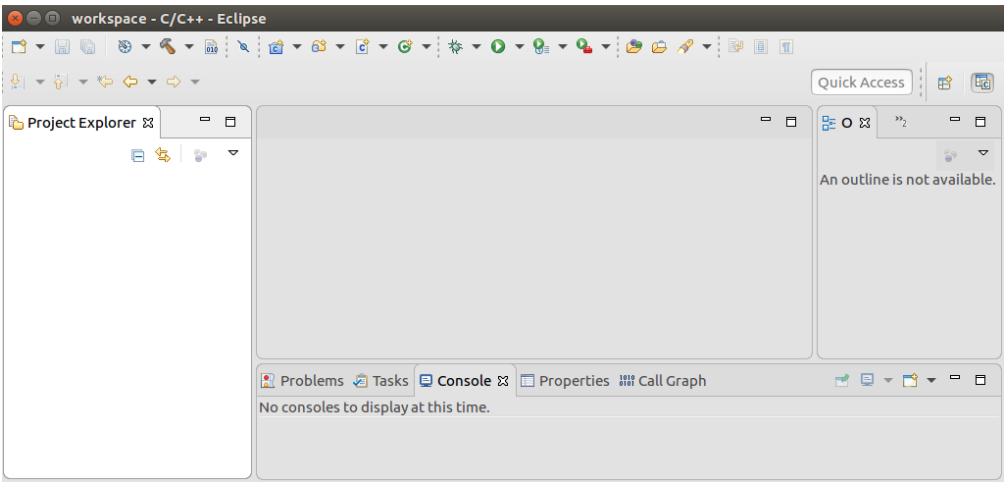 workspace - C/C++ - Eclipse
010
Quick Access
Project Explorer
O
»2
An outline is not available.
Problems Tasks Console Properties Call Graph
No consoles to display at this time.